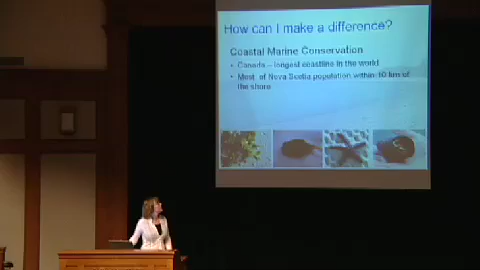 How can I make a difference?
Coastal Marine Conservation
• Canada – longest coastline in the world
• Most of Nova Scotia population within 10 km of
the shore